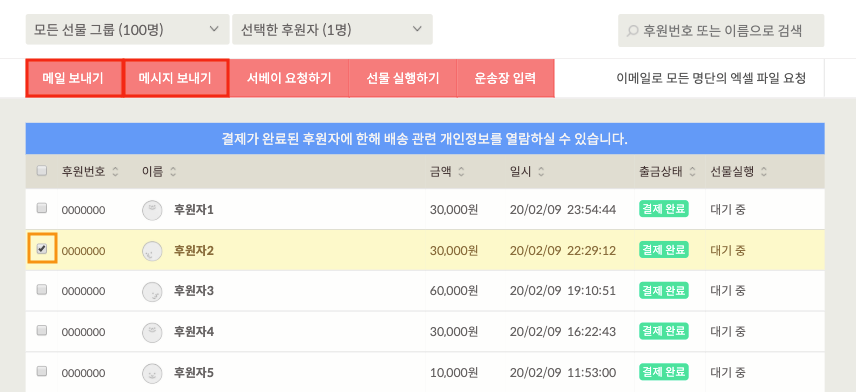 모든 선물 그룹 (100명) 선택한 후원자 (1명) 후원번호 또는 이름으로 검색
메일 보내기 메시지 보내기 서베이 요청하기 선물 실행하기 운송장 입력 이메일로 모든 명단의 엑셀 파일 요청
결제가 완료된 후원자에 한해 배송 관련 개인정보를 열람하실 수 있습니다.
후원번호 이름 금액 일시 출금상태 선물실행
0000000 후원자1 30,000원 20/02/09 23:54:44 결제 완료 대기 중
0000000 후원자2 30,000원 20/02/09 22:29:12 결제 완료 대기 중
0000000 후원자3 60,000원 20/02/09 19:10:51 결제 완료 대기 중
0000000 후원자4 30,000원 20/02/09 16:22:43 결제 완료 대기 중
0000000 후원자5 10,000원 20/02/09 11:53:00 결제 완료 대기 중